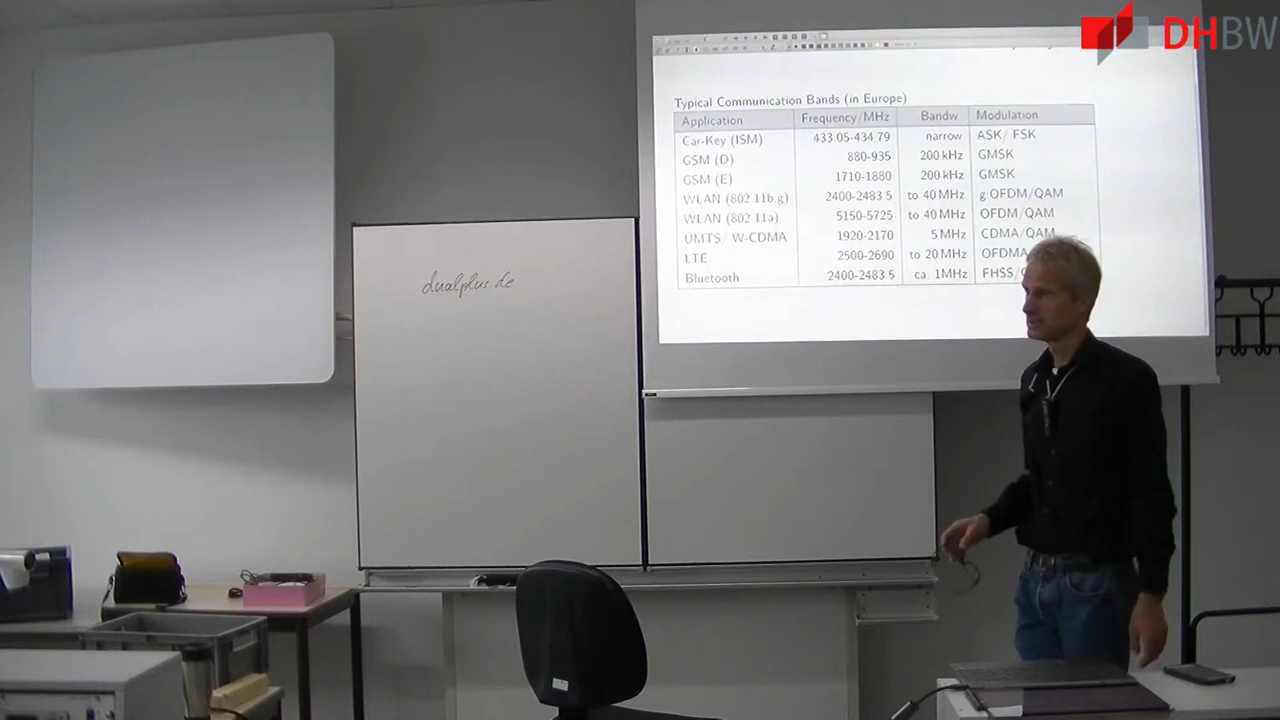 DHBW
Typical Communication Bands (in Europe)
Application Frequency/MHz Bandw Modulation
Car-Key (ISM) 433.05-434.79 narrow ASK/ FSK
GSM (D) 880-935 200 kHz GMSK
GSM (E) 1710-1880 200 kHz GMSK
WLAN (802.11b,g) 2400-2483.5 to 40 MHz g:OFDM/QAM
WLAN (802.11a) 5150-5725 to 40 MHz OFDM/QAM
UMTS/ W-CDMA 1920-2170 5 MHz CDMA/QAM
LTE 2500-2690 to 20 MHz OFDMA
Bluetooth 2400-2483.5 ca. 1MHz FHSS/
dualplus.de